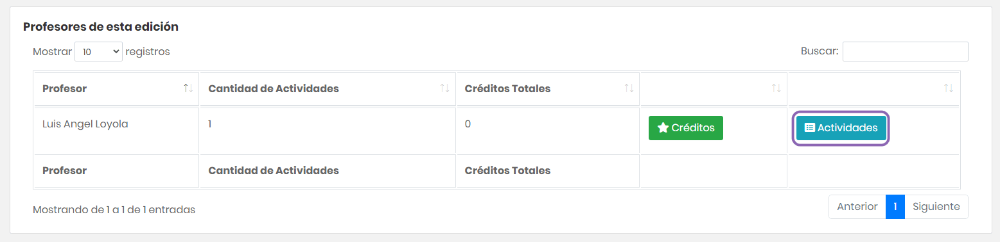 Profesores de esta edición
Mostrar 10 registros Buscar:
Profesor Cantidad de Actividades Créditos Totales
Luis Angel Loyola 1 0 Créditos Actividades
Profesor Cantidad de Actividades Créditos Totales
Mostrando de 1 a 1 de 1 entradas Anterior 1 Siguiente